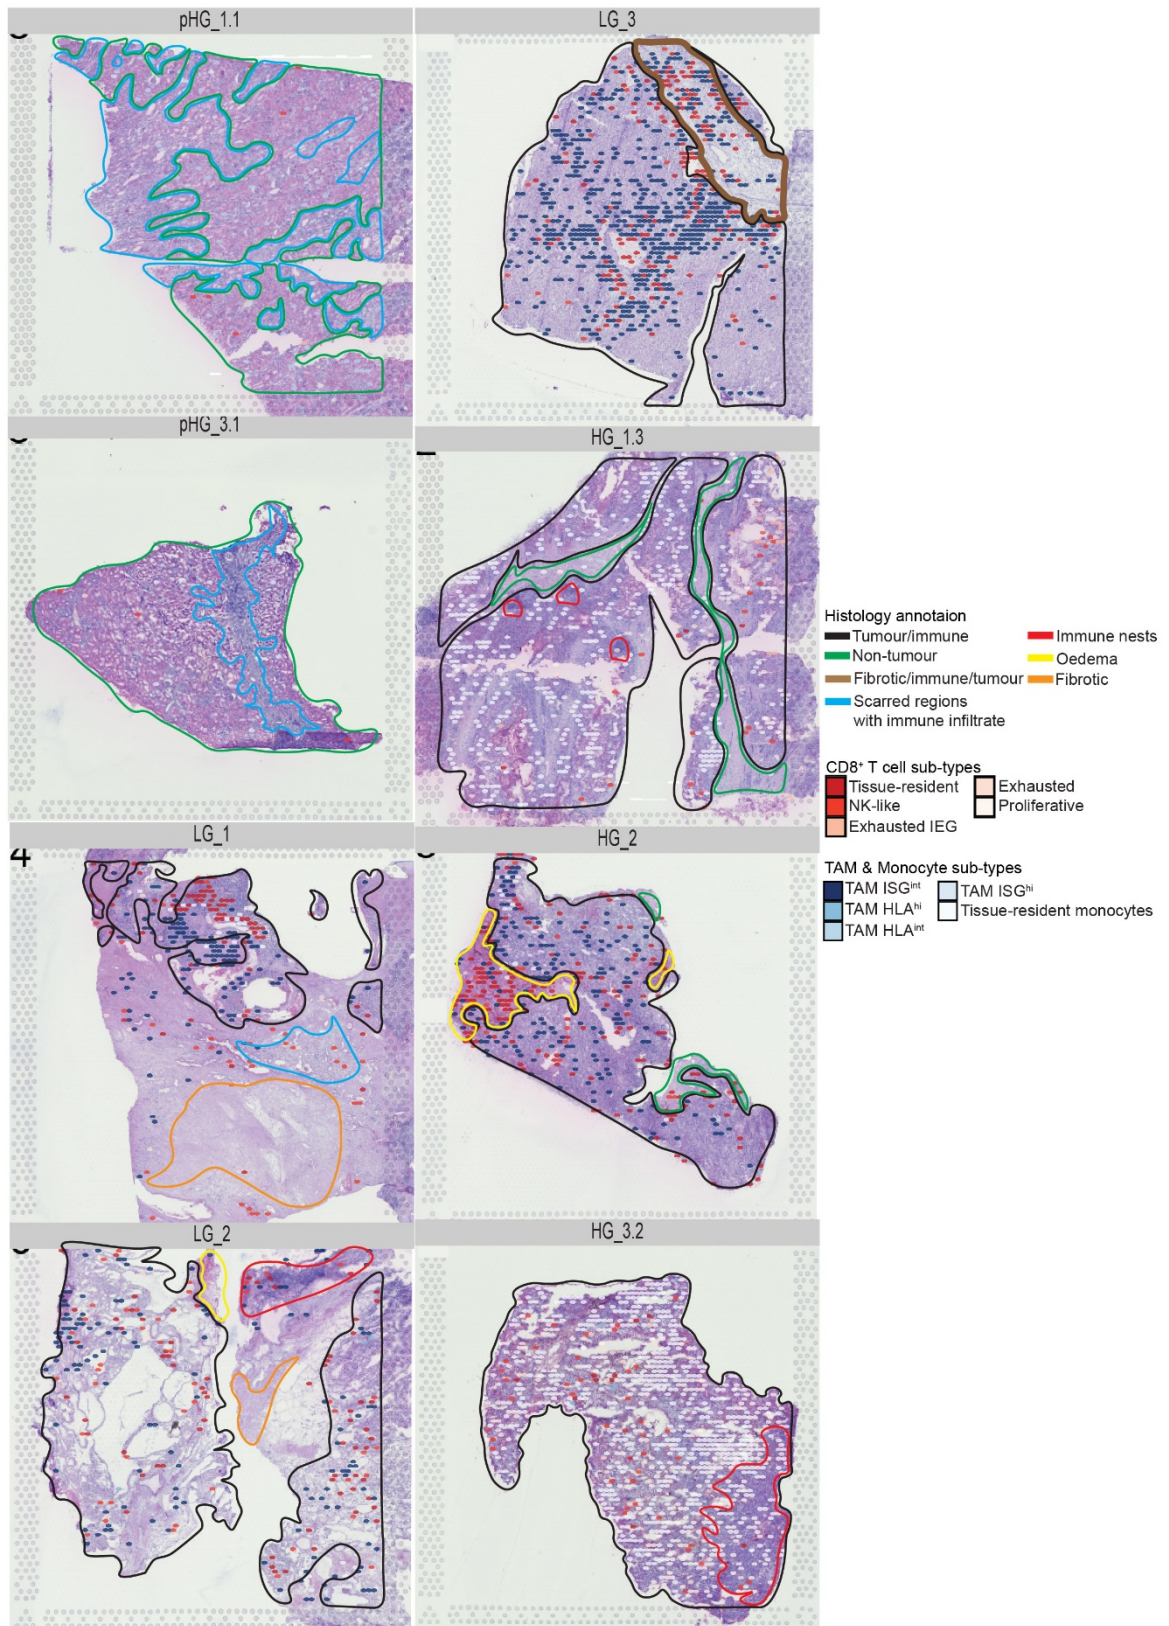 pHG_1.1
LG_3
pHG_3.1
HG_1.3
LG_1
4
HG_2
LG_2
HG_3.2
Histology annotaion
Tumour/immune
Immune nests
Non-tumour
Oedema
Fibrotic/immune/tumour
Fibrotic
Scarred regions
with immune infiltrate
CD8⁺ T cell sub-types
Tissue-resident
Exhausted
NK-like
Proliferative
Exhausted IEG
TAM & Monocyte sub-types
TAM ISGⁱⁿᵗ
TAM ISGʰⁱ
TAM HLAʰⁱ
Tissue-resident monocytes
TAM HLAⁱⁿᵗ